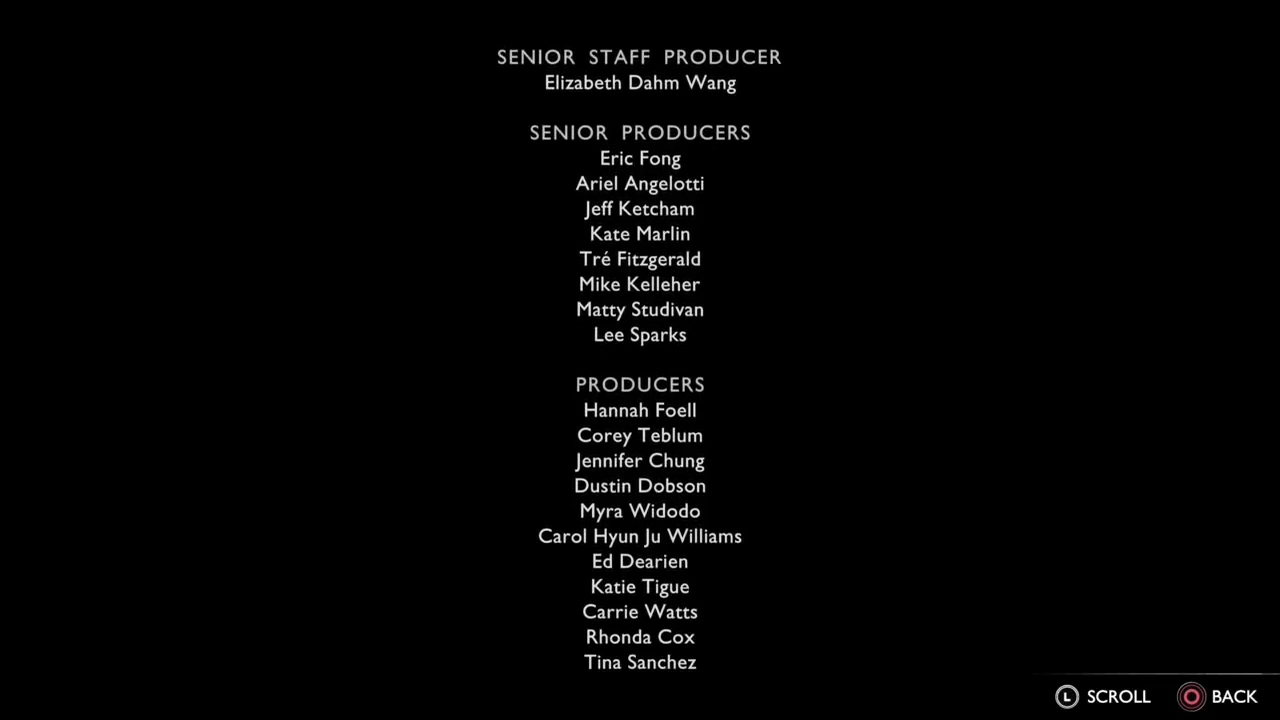 SENIOR STAFF PRODUCER
Elizabeth Dahm Wang
SENIOR PRODUCERS
Eric Fong
Ariel Angelotti
Jeff Ketcham
Kate Marlin
Tré Fitzgerald
Mike Kelleher
Matty Studivan
Lee Sparks
PRODUCERS
Hannah Foell
Corey Teblum
Jennifer Chung
Dustin Dobson
Myra Widodo
Carol Hyun Ju Williams
Ed Dearien
Katie Tigue
Carrie Watts
Rhonda Cox
Tina Sanchez
L SCROLL BACK